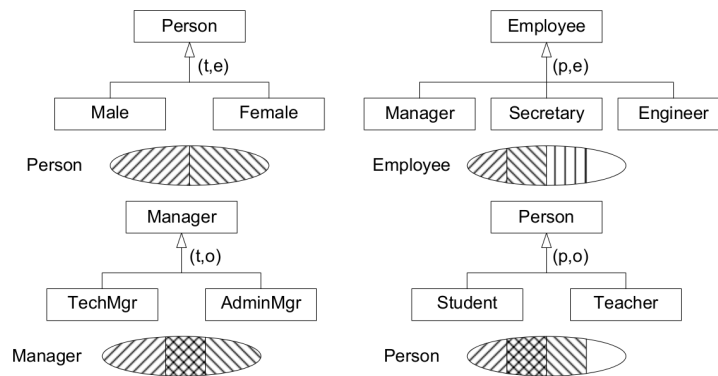 Person
(t,e)
Male
Female
Person
Employee
(p,e)
Manager
Secretary
Engineer
Employee
Manager
(t,o)
TechMgr
AdminMgr
Manager
Person
(p,o)
Student
Teacher
Person